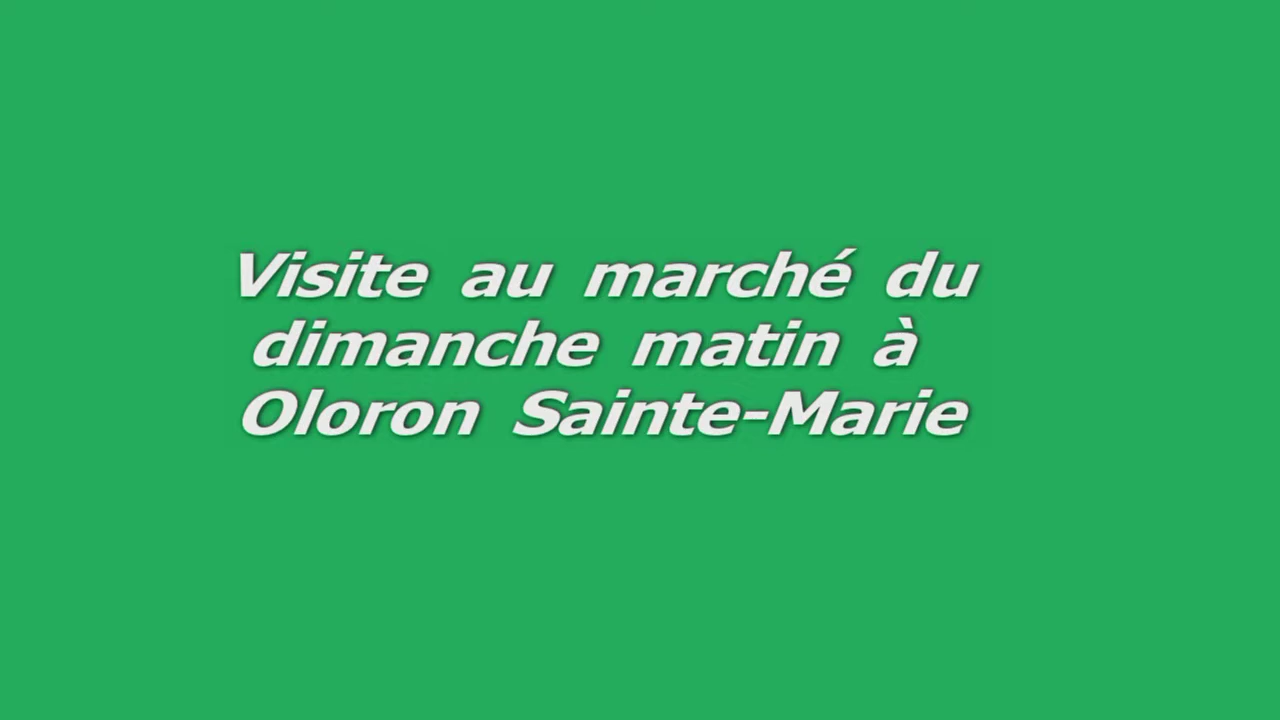 Visite au marché du
dimanche matin à
Oloron Sainte-Marie